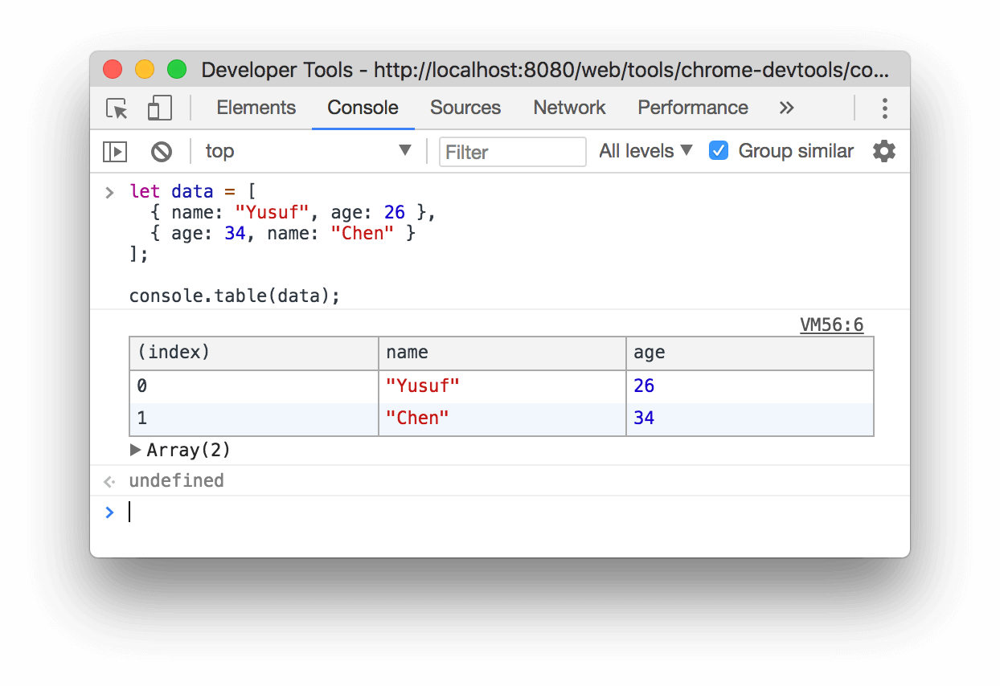 Developer Tools - http://localhost:8080/web/tools/chrome-devtools/co...
Elements Console Sources Network Performance »
top ▼ Filter All levels ▼ Group similar
> let data = [
  { name: "Yusuf", age: 26 },
  { age: 34, name: "Chen" }
];
console.table(data);
VM56:6
(index) name age
0 "Yusuf" 26
1 "Chen" 34
▶ Array(2)
undefined
>